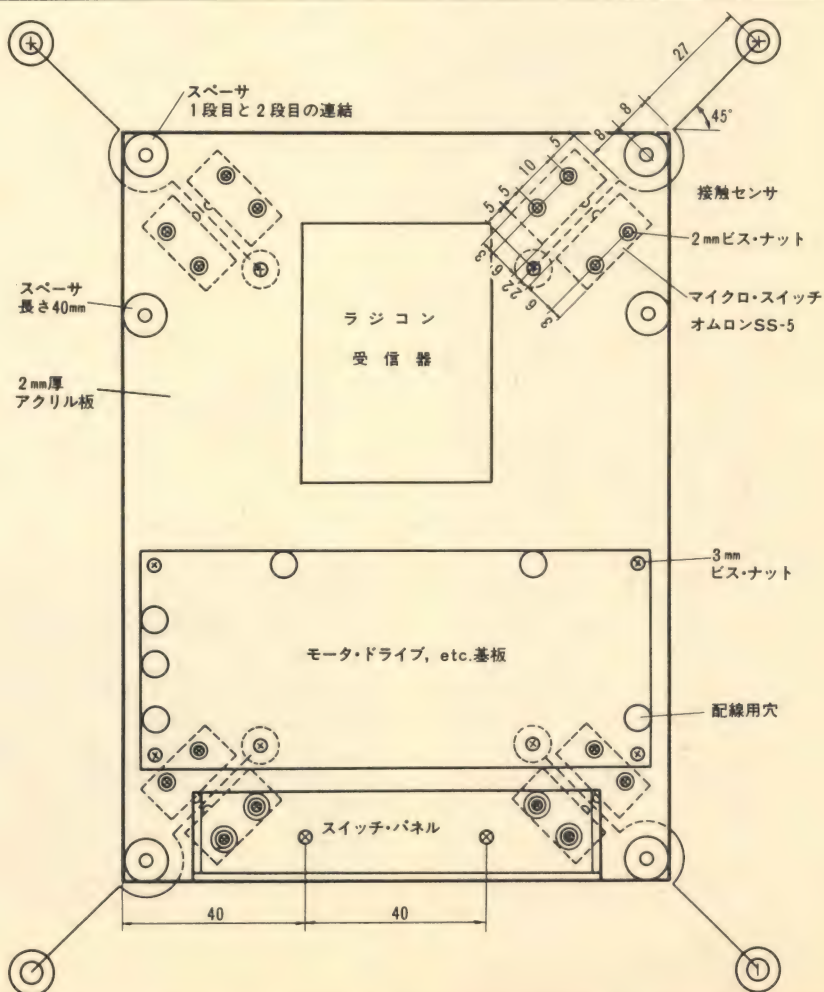 スペーサ
1段目と2段目の連結
27
8
8
45°
5
10
5
5
3
6
22
6
3
接触センサ
2mmビス・ナット
マイクロ・スイッチ
オムロンSS-5
スペーサ
長さ40mm
ラジコン
受信器
2mm厚
アクリル板
3mm
ビス・ナット
モータ・ドライブ, etc.基板
配線用穴
スイッチ・パネル
40
40